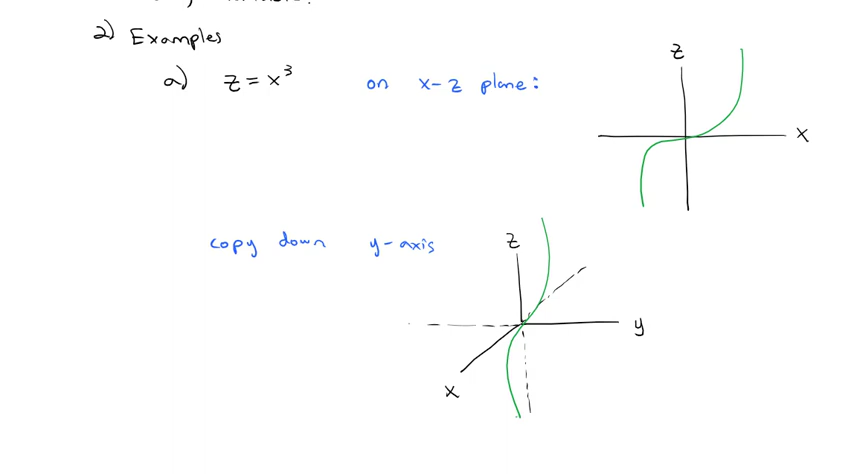 2) Examples
a) z = x³ on x-z plane:
z
x
copy down y-axis
z
y
x